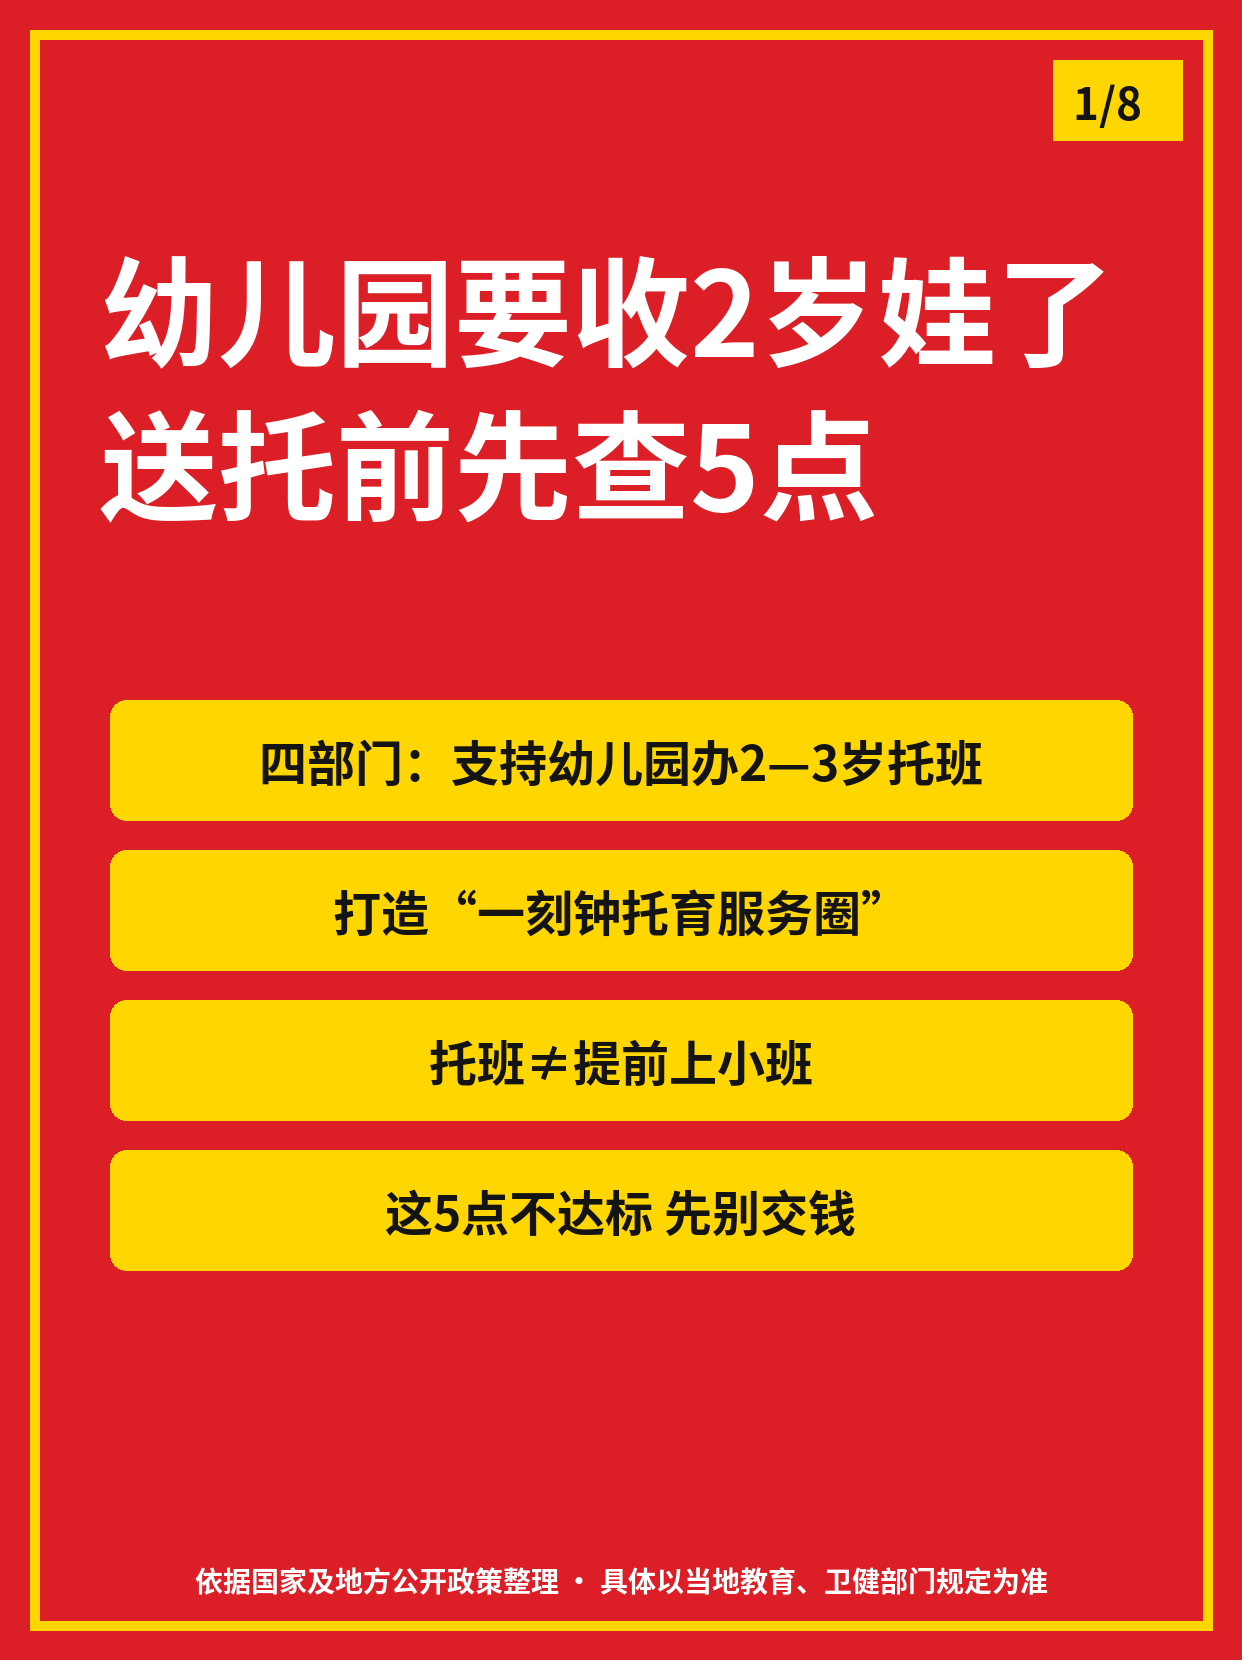 1/8
幼儿园要收2岁娃了
送托前先查5点
四部门：支持幼儿园办2—3岁托班
打造“一刻钟托育服务圈”
托班≠提前上小班
这5点不达标 先别交钱
依据国家及地方公开政策整理 · 具体以当地教育、卫健部门规定为准